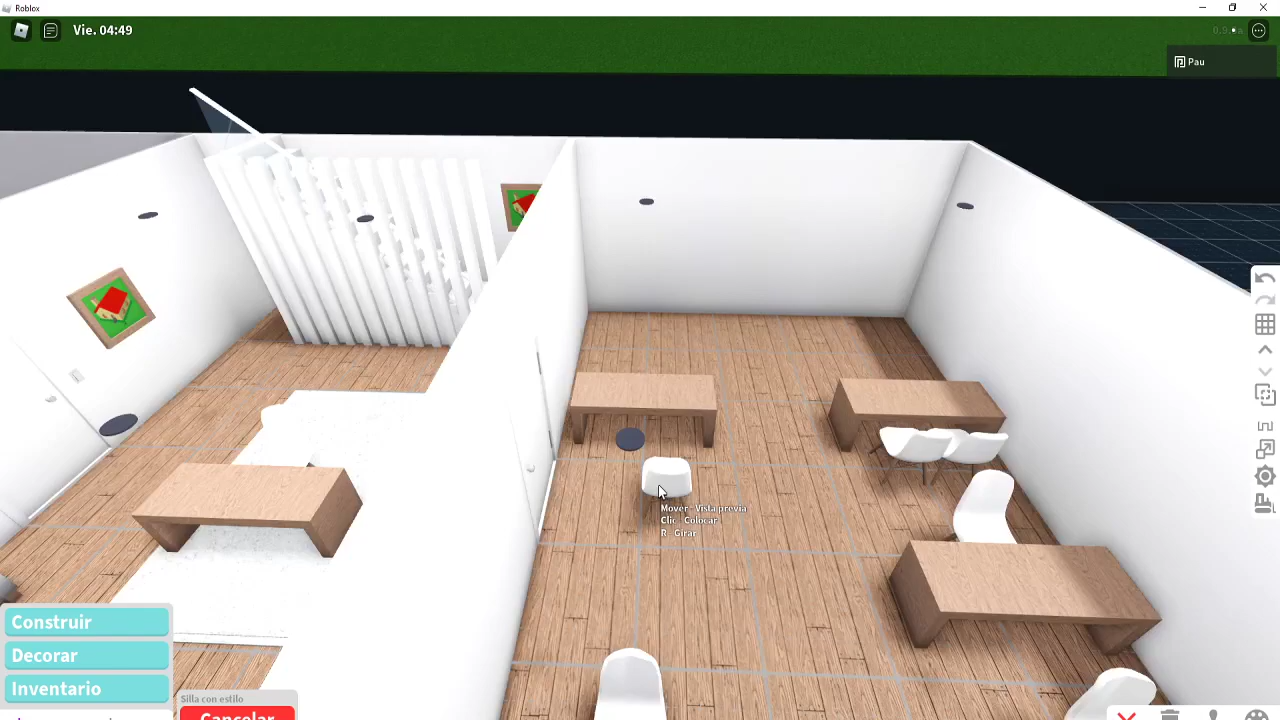 Roblox
Vie. 04:49
Pau
Mover Vista previa
Clic Colocar
R Girar
Construir
Decorar
Inventario
Silla con estilo
Cancelar